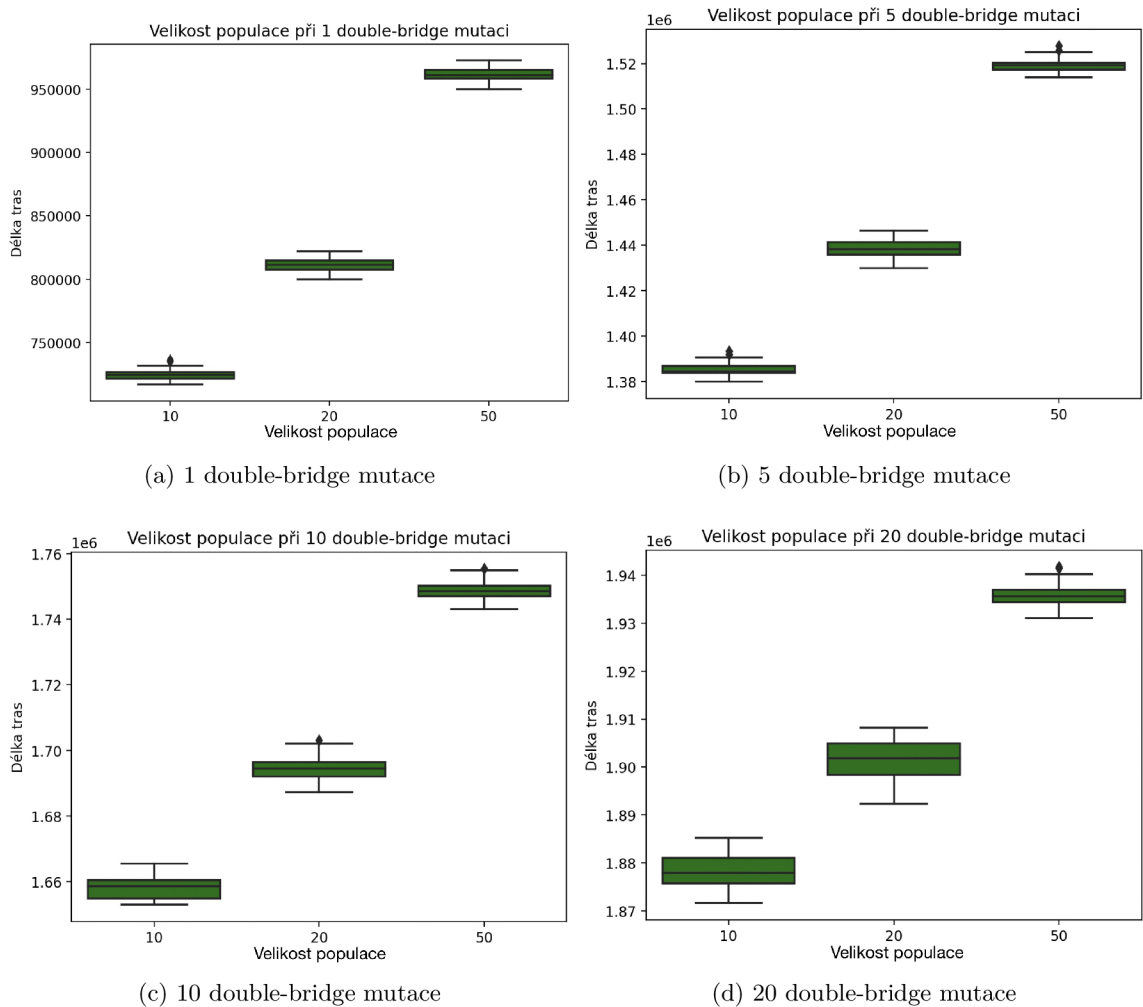 Velikost populace při 1 double-bridge mutaci
Délka tras
950000
900000
850000
800000
750000
10
20
50
Velikost populace
(a) 1 double-bridge mutace
Velikost populace při 5 double-bridge mutaci
1e6
Délka tras
1.52
1.50
1.48
1.46
1.44
1.42
1.40
1.38
10
20
50
Velikost populace
(b) 5 double-bridge mutace
Velikost populace při 10 double-bridge mutaci
1e6
Délka tras
1.76
1.74
1.72
1.70
1.68
1.66
10
20
50
Velikost populace
(c) 10 double-bridge mutace
Velikost populace při 20 double-bridge mutaci
1e6
Délka tras
1.94
1.93
1.92
1.91
1.90
1.89
1.88
1.87
10
20
50
Velikost populace
(d) 20 double-bridge mutace